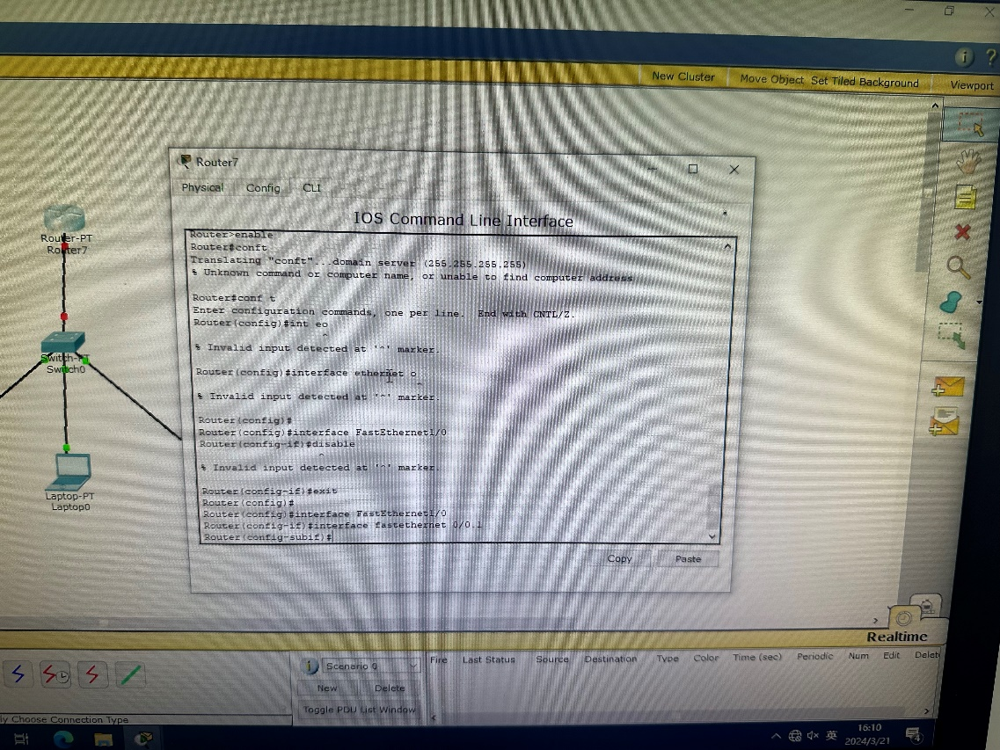 New Cluster
Move Object
Set Tiled Background
Viewport
Router7
Physical
Config
CLI
IOS Command Line Interface
Router>enable
Router#conft
Translating "conft"...domain server (255.255.255.255)
% Unknown command or computer name, or unable to find computer address
Router#conf t
Enter configuration commands, one per line.  End with CNTL/Z.
Router(config)#int eo
^
% Invalid input detected at '^' marker.
Router(config)#interface ethernet o
^
% Invalid input detected at '^' marker.
Router(config)#
Router(config)#interface FastEthernet1/0
Router(config-if)#disable
^
% Invalid input detected at '^' marker.
Router(config-if)#exit
Router(config)#
Router(config)#interface FastEthernet1/0
Router(config-if)#interface fastethernet 0/0.1
Router(config-subif)#
Copy
Paste
Router-PT
Router7
Switch-PT
Switch0
Laptop-PT
Laptop0
Realtime
Scenario 0
New
Delete
Toggle PDU List Window
Fire
Last Status
Source
Destination
Type
Color
Time (sec)
Periodic
Num
Edit
Delet
ly Choose Connection Type
英
16:10
2024/3/21
4